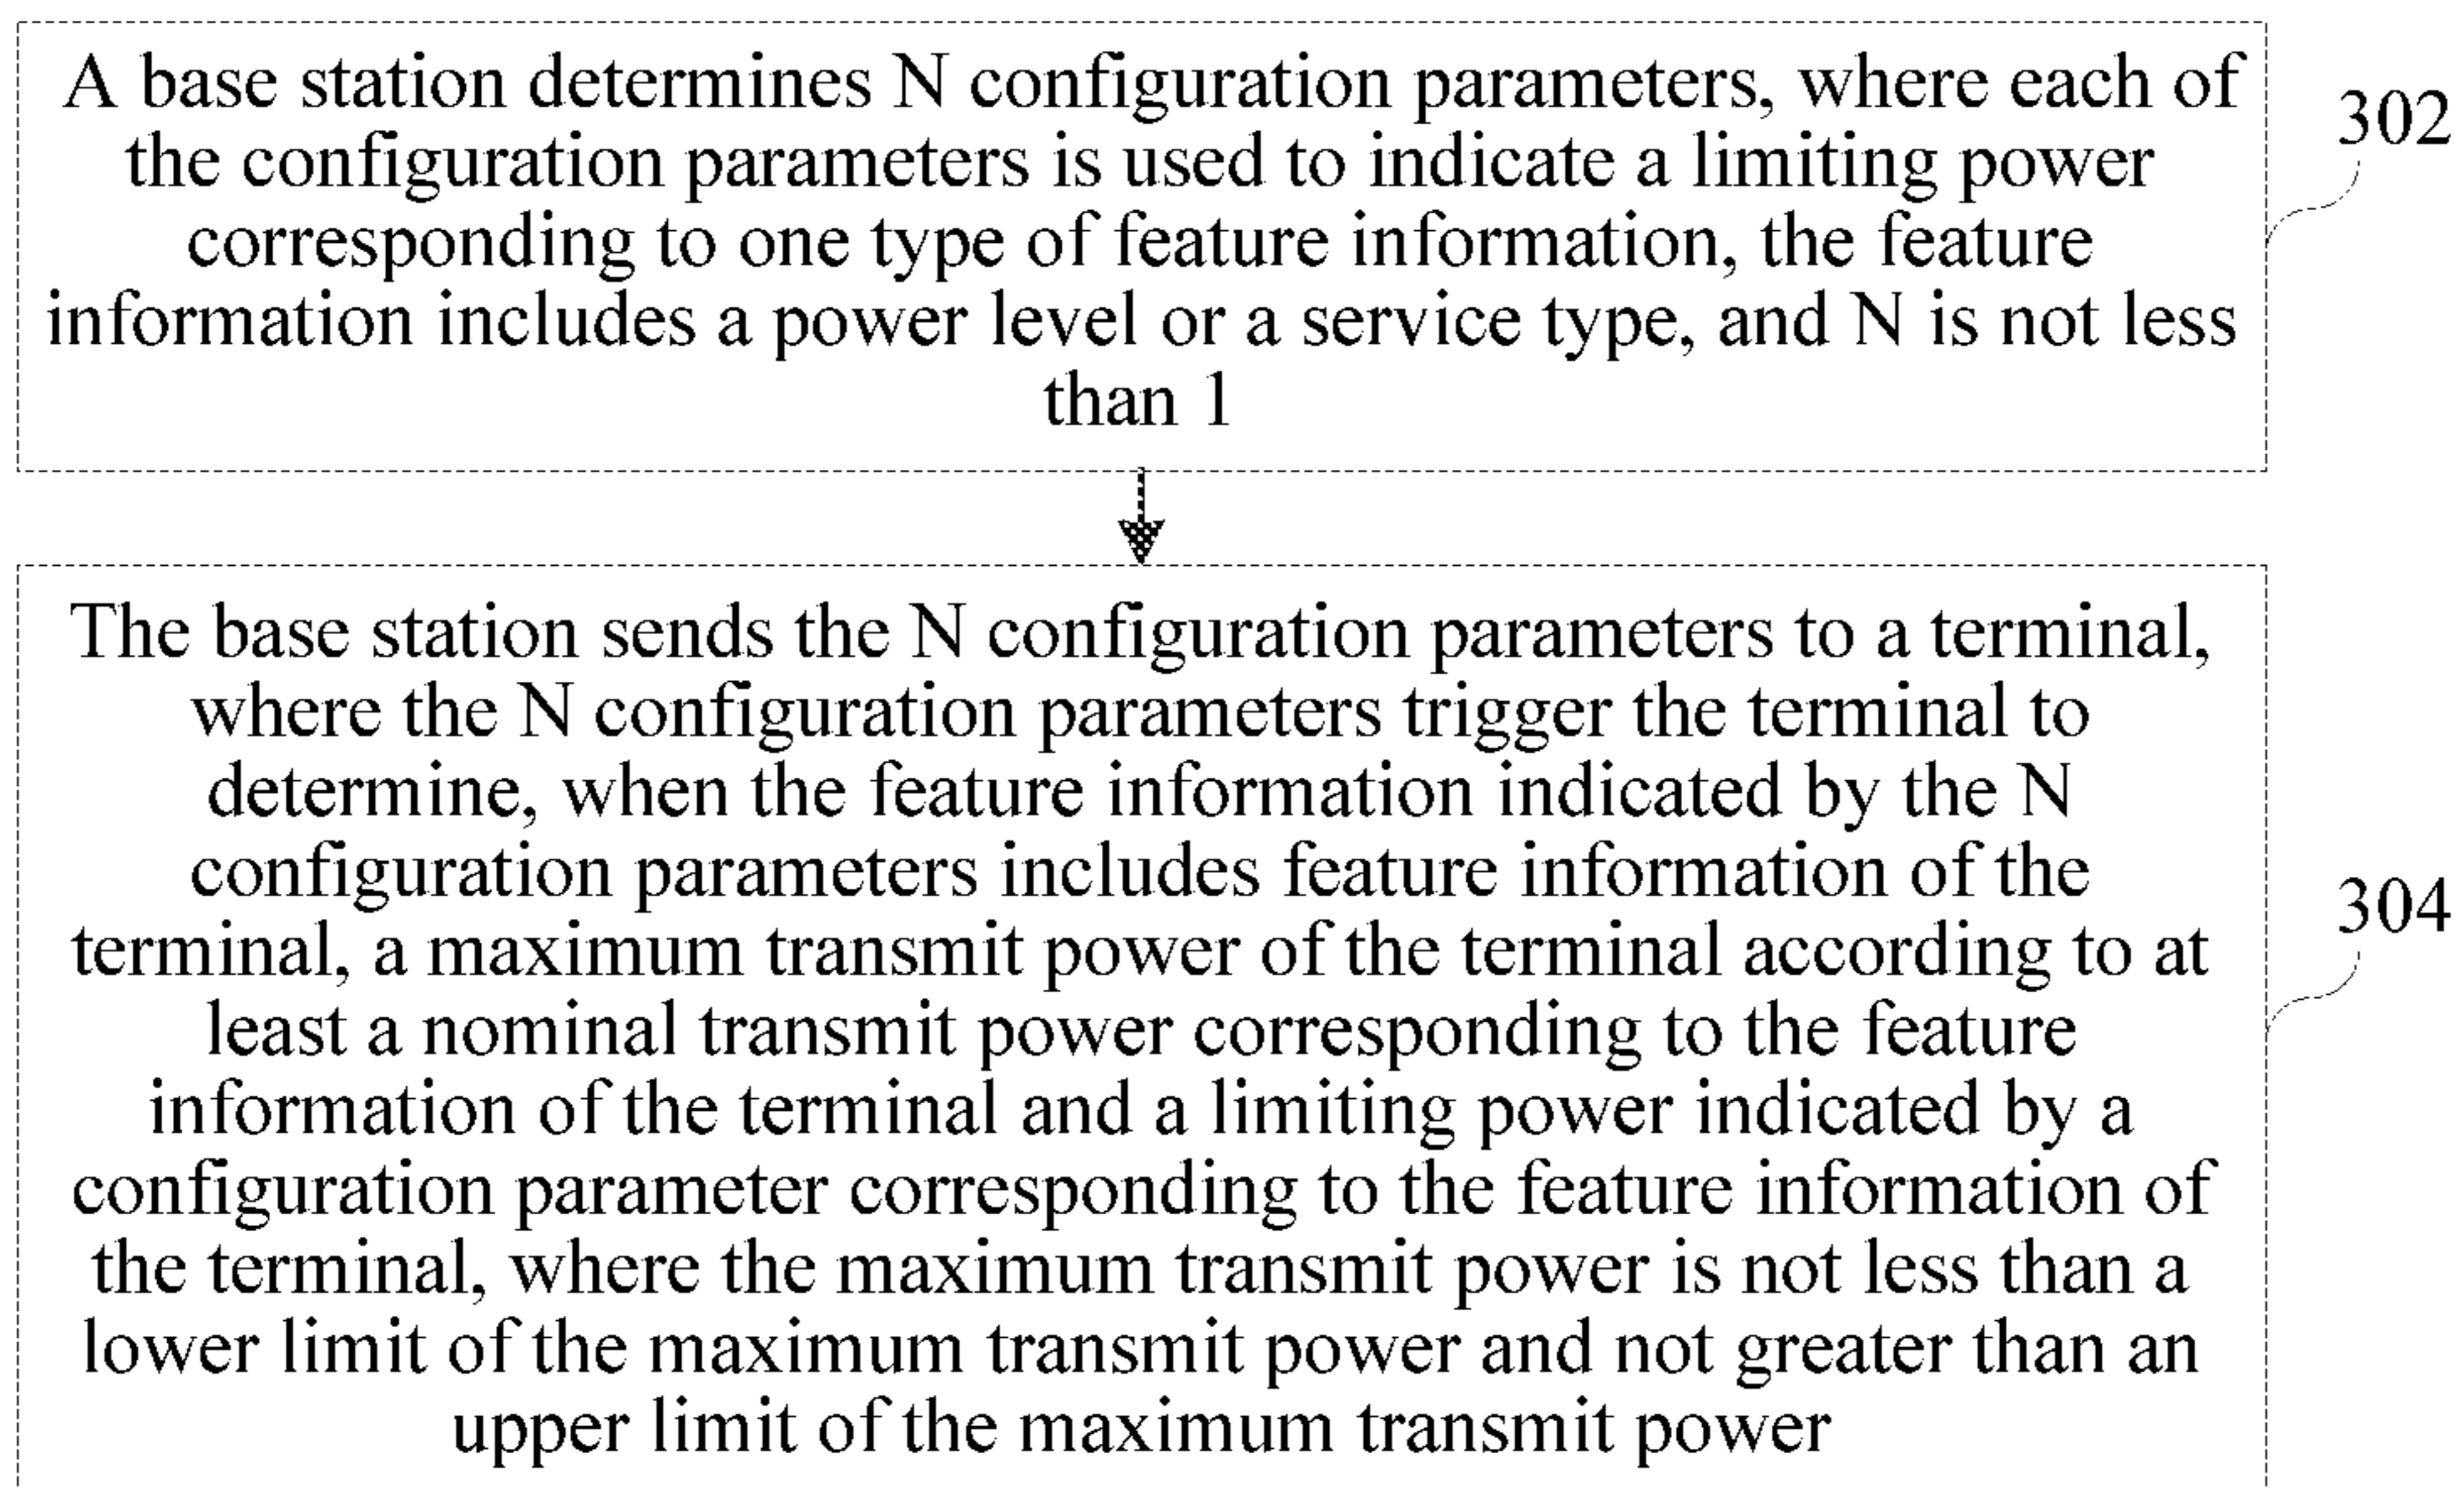 A base station determines N configuration parameters, where each of
the configuration parameters is used to indicate a limiting power
corresponding to one type of feature information, the feature
information includes a power level or a service type, and N is not less
than 1
302
The base station sends the N configuration parameters to a terminal,
where the N configuration parameters trigger the terminal to
determine, when the feature information indicated by the N
configuration parameters includes feature information of the
terminal, a maximum transmit power of the terminal according to at
least a nominal transmit power corresponding to the feature
information of the terminal and a limiting power indicated by a
configuration parameter corresponding to the feature information of
the terminal, where the maximum transmit power is not less than a
lower limit of the maximum transmit power and not greater than an
upper limit of the maximum transmit power
304